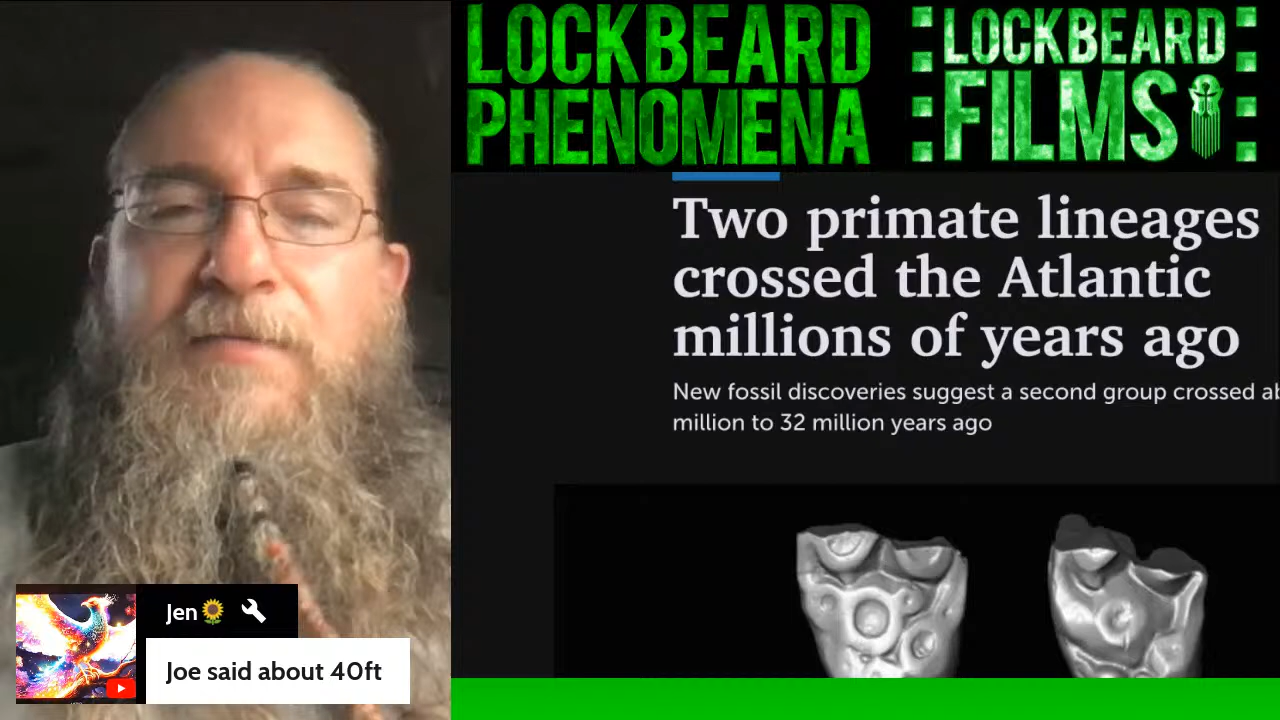 LOCKBEARD
PHENOMENA
LOCKBEARD
FILMS
Two primate lineages
crossed the Atlantic
millions of years ago
New fossil discoveries suggest a second group crossed
million to 32 million years ago
Jen🌻
Joe said about 40ft